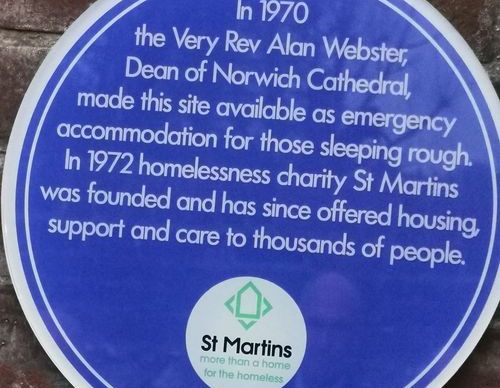 In 1970
the Very Rev Alan Webster,
Dean of Norwich Cathedral,
made this site available as emergency
accommodation for those sleeping rough.
In 1972 homelessness charity St Martins
was founded and has since offered housing,
support and care to thousands of people.
St Martins
more than a home
for the homeless